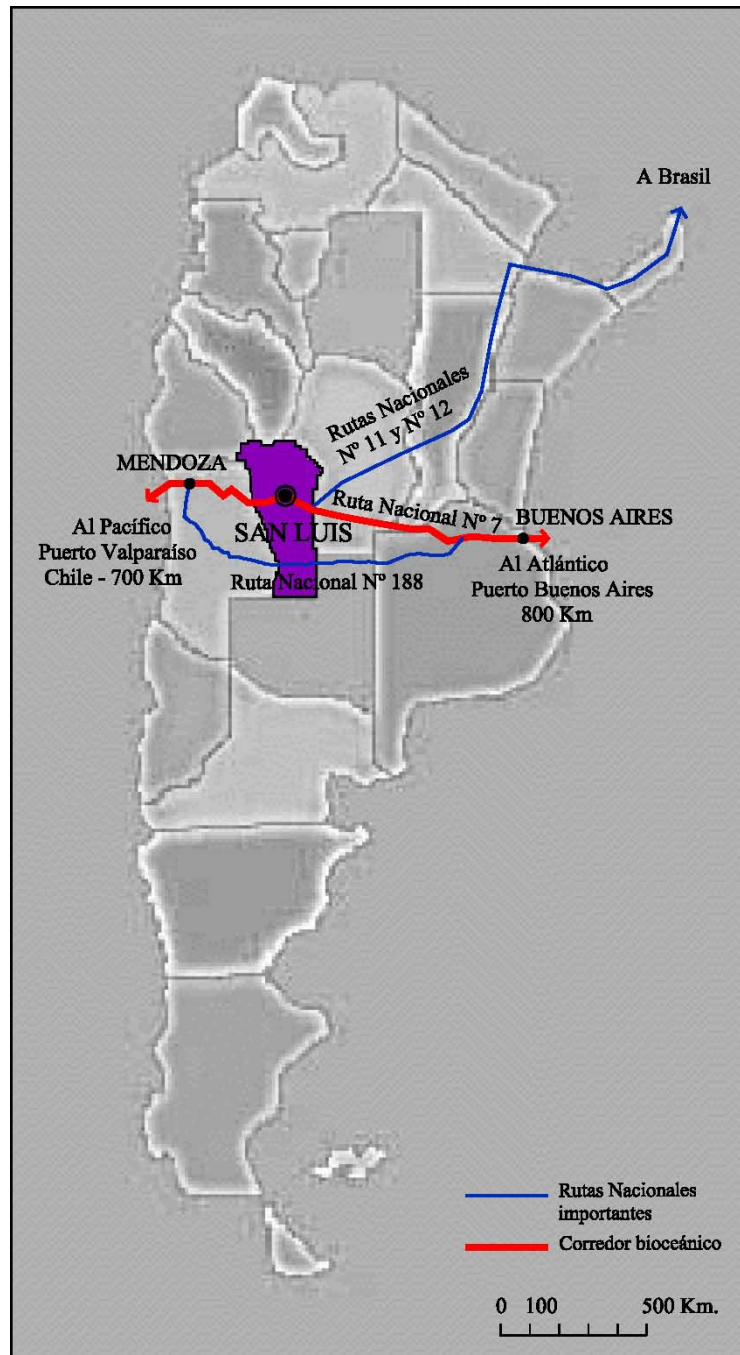 A Brasil
Rutas Nacionales
Nº 11 y Nº 12
MENDOZA
Ruta Nacional Nº 7
BUENOS AIRES
SAN LUIS
Al Pacífico
Puerto Valparaíso
Chile - 700 Km
Ruta Nacional Nº 188
Al Atlántico
Puerto Buenos Aires
800 Km
Rutas Nacionales
importantes
Corredor bioceánico
0 100 500 Km.